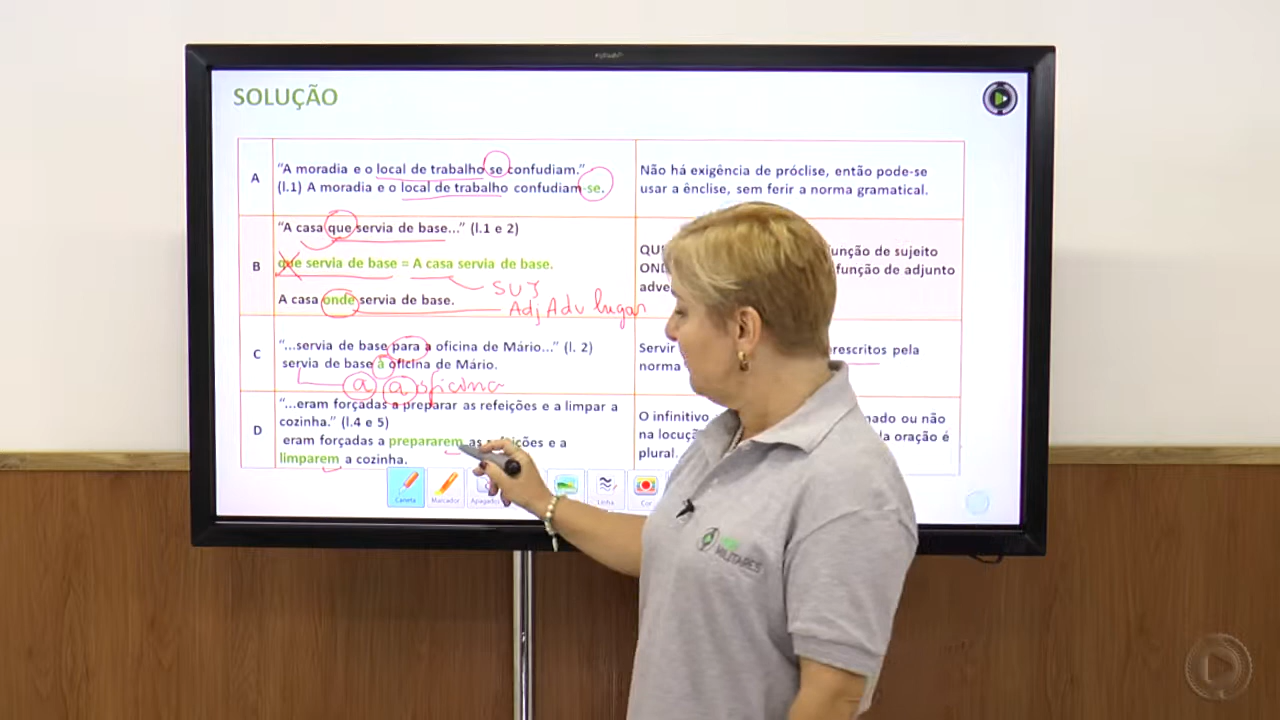 SOLUÇÃO
A
"A moradia e o local de trabalho se confudiam."
(l.1) A moradia e o local de trabalho confudiam-se.
Não há exigência de próclise, então pode-se
usar a ênclise, sem ferir a norma gramatical.
B
"A casa que servia de base..." (l.1 e 2)
que servia de base = A casa servia de base.
SUJ
A casa onde servia de base.
Adj Adv lugar
QU
função de sujeito
OND
função de adjunto
adve
C
"...servia de base para a oficina de Mário..." (l. 2)
servia de base à oficina de Mário.
a a oficina
Servir
prescritos pela
norma
D
"...eram forçadas a preparar as refeições e a limpar a
cozinha." (l.4 e 5)
eram forçadas a prepararem as refeições e a
limparem a cozinha.
O infinitivo
nado ou não
na locuç
da oração é
plural.
Caneta
Marcador
Apagador
Linha
Cor
MILITARES